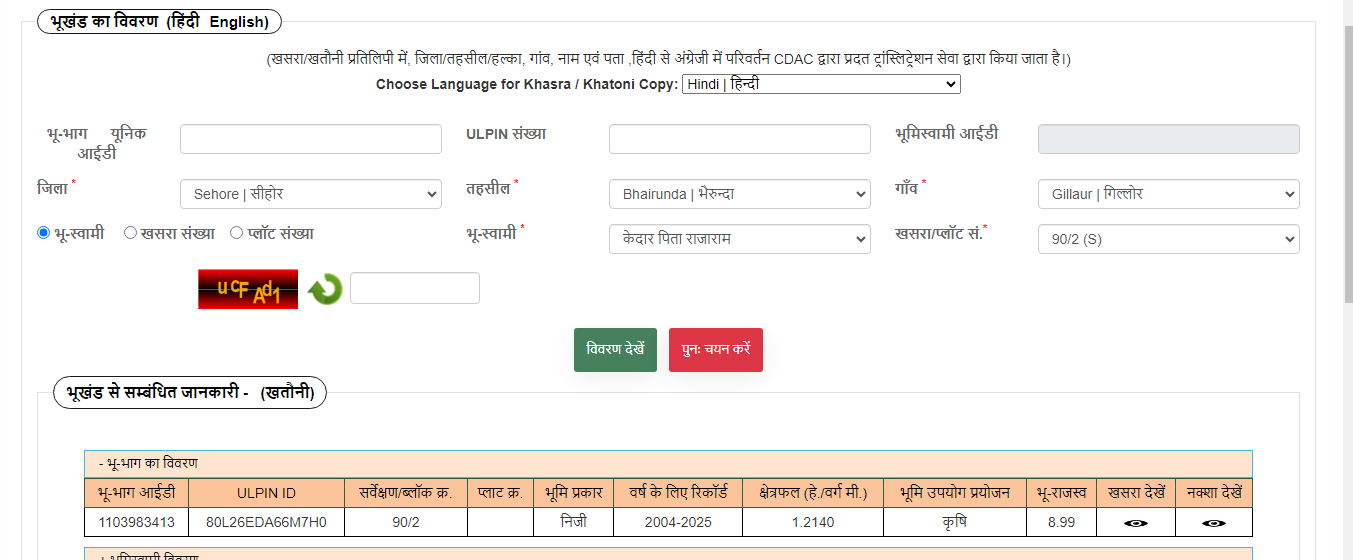 भूखंड का विवरण (हिंदी English)
(खसरा/खतौनी प्रतिलिपी में, जिला/तहसील/हल्का, गांव, नाम एवं पता ,हिंदी से अंग्रेजी में परिवर्तन CDAC द्वारा प्रदत ट्रांस्लिट्रेशन सेवा द्वारा किया जाता है।)
Choose Language for Khasra / Khatoni Copy: Hindi | हिन्दी
भू-भाग यूनिक आईडी
ULPIN संख्या
भूमिस्वामी आईडी
जिला * Sehore | सीहोर तहसील * Bhairunda | भैरुन्दा गाँव * Gillaur | गिल्लोर
भू-स्वामी खसरा संख्या प्लॉट संख्या भू-स्वामी * केदार पिता राजाराम खसरा/प्लॉट सं.* 90/2 (S)
ucFAd1
विवरण देखें पुनः चयन करें
भूखंड से सम्बंधित जानकारी - (खतौनी)
- भू-भाग का विवरण
भू-भाग आईडी ULPIN ID सर्वेक्षण/ब्लॉक क्र. प्लाट क्र. भूमि प्रकार वर्ष के लिए रिकॉर्ड क्षेत्रफल (हे./वर्ग मी.) भूमि उपयोग प्रयोजन भू-राजस्व खसरा देखें नक्शा देखें
1103983413 80L26EDA66M7H0 90/2 निजी 2004-2025 1.2140 कृषि 8.99